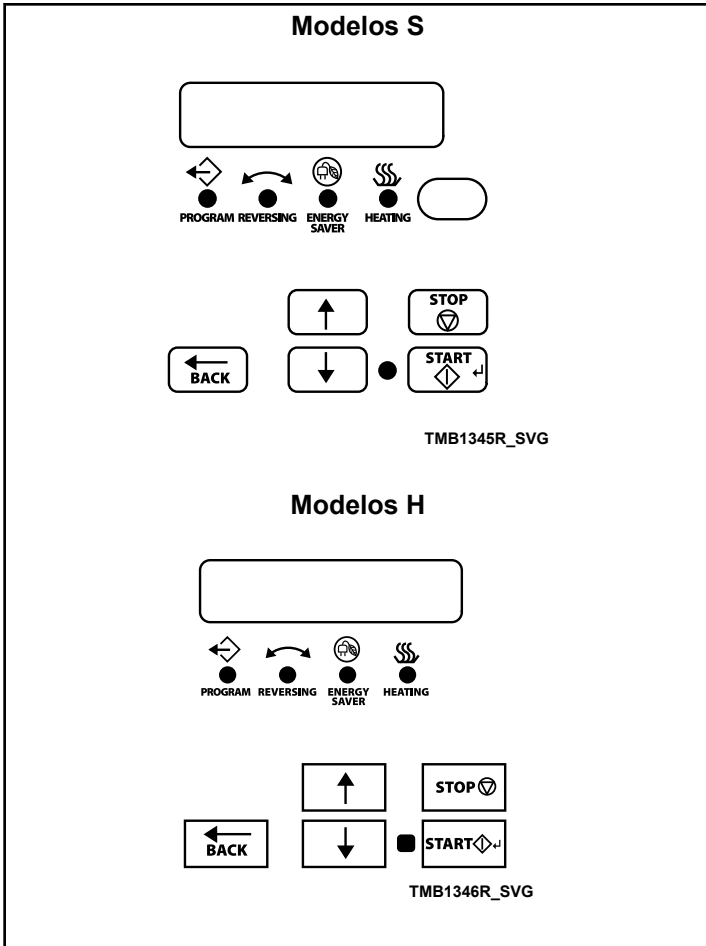 Modelos S
PROGRAM REVERSING ENERGY SAVER HEATING
STOP
BACK
START
TMB1345R_SVG
Modelos H
PROGRAM REVERSING ENERGY SAVER HEATING
STOP
BACK
START
TMB1346R_SVG